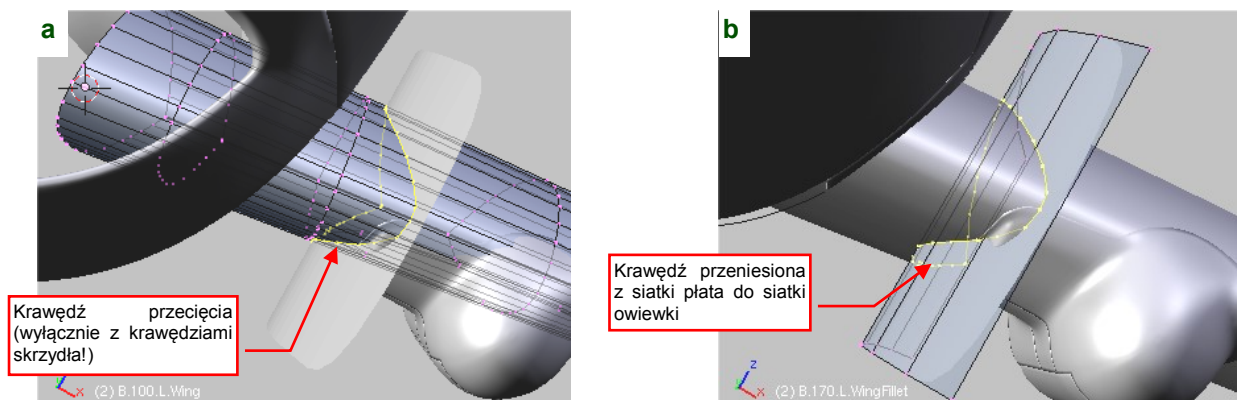 a
Krawędź przecięcia
(wyłącznie z krawędziami
skrzydła!)
x
(2) B.100.L.Wing
b
Krawędź przeniesiona
z siatki płata do siatki
owiewki
z
x
(2) B.170.L.WingFillet